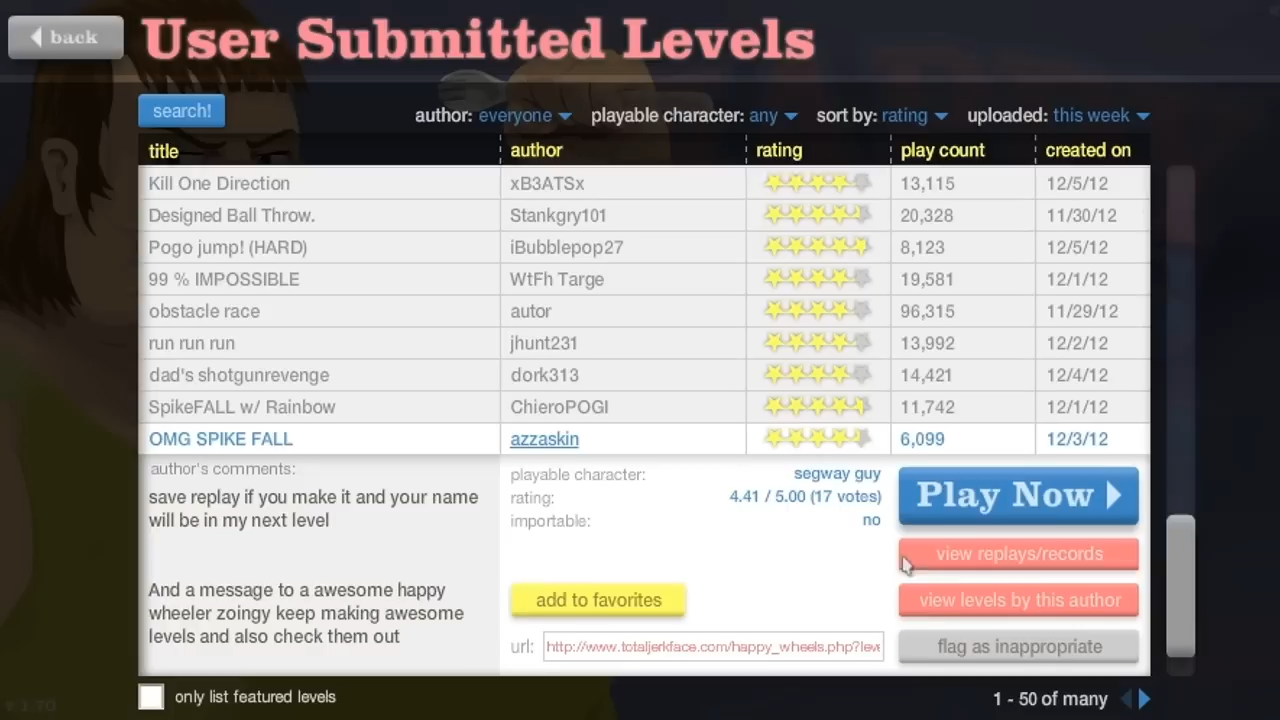 back
User Submitted Levels
search!
author: everyone playable character: any sort by: rating uploaded: this week
title author rating play count created on
Kill One Direction xB3ATSx 13,115 12/5/12
Designed Ball Throw. Stankgry101 20,328 11/30/12
Pogo jump! (HARD) iBubblepop27 8,123 12/5/12
99 % IMPOSSIBLE WtFh Targe 19,581 12/1/12
obstacle race autor 96,315 11/29/12
run run run jhunt231 13,992 12/2/12
dad's shotgunrevenge dork313 14,421 12/4/12
SpikeFALL w/ Rainbow ChieroPOGI 11,742 12/1/12
OMG SPIKE FALL azzaskin 6,099 12/3/12
author's comments:
save replay if you make it and your name
will be in my next level
And a message to a awesome happy
wheeler zoingy keep making awesome
levels and also check them out
playable character: segway guy
rating: 4.41 / 5.00 (17 votes)
importable: no
add to favorites
url: http://www.totaljerkface.com/happy_wheels.php?leve
Play Now
view replays/records
view levels by this author
flag as inappropriate
only list featured levels
1 - 50 of many